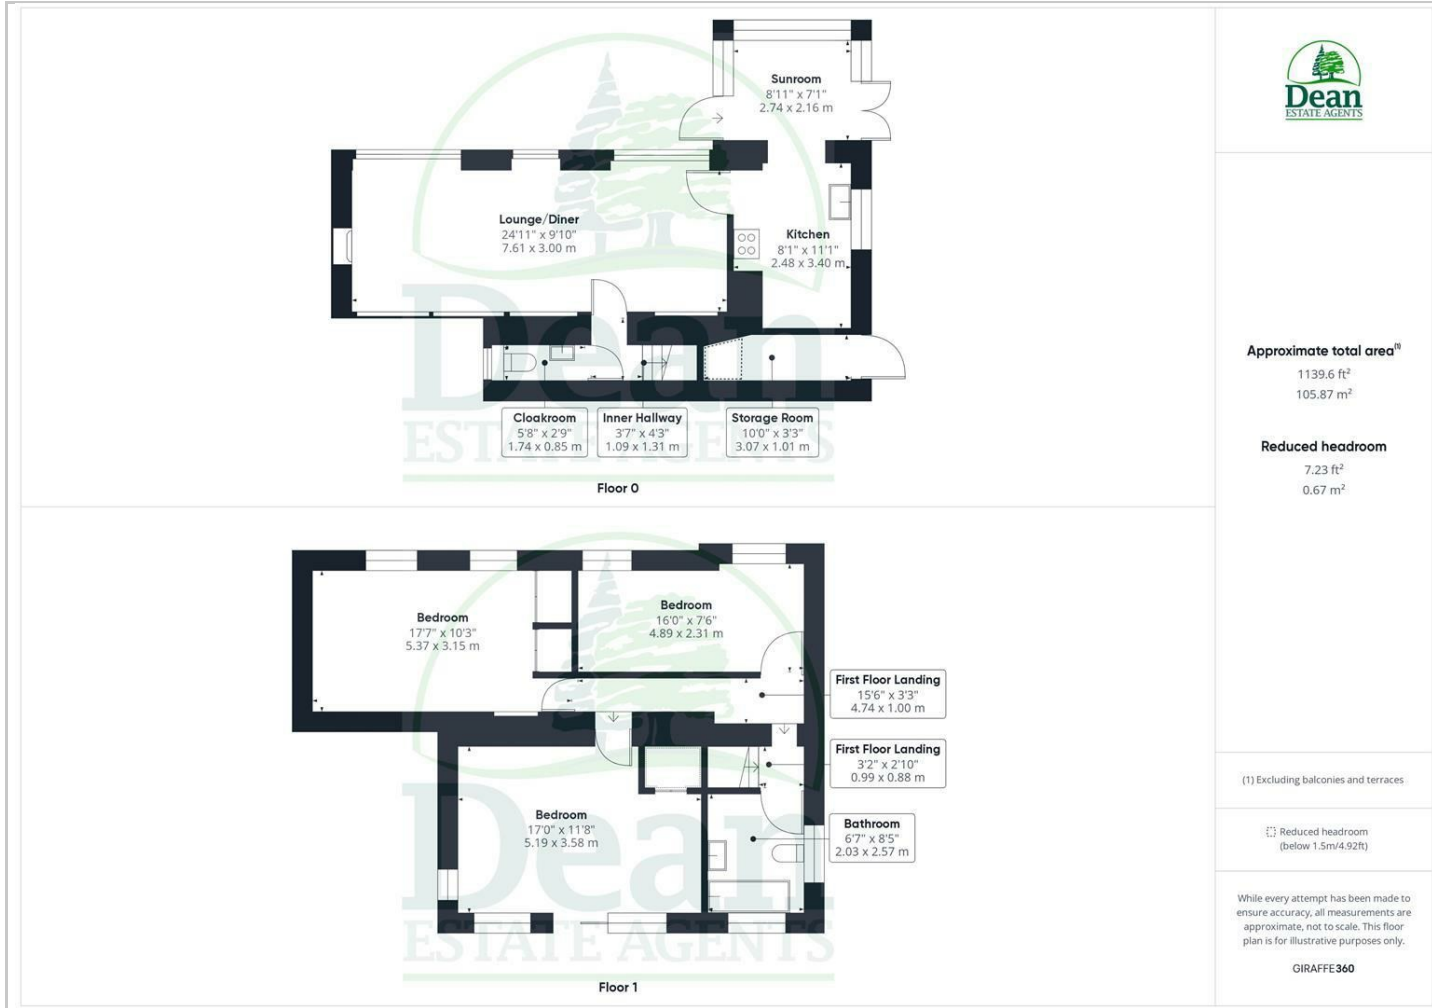 Sunroom
8'11" x 7'1"
2.74 x 2.16 m
Lounge/Diner
24'11" x 9'10"
7.61 x 3.00 m
Kitchen
8'1" x 11'1"
2.48 x 3.40 m
Cloakroom
5'8" x 2'9"
1.74 x 0.85 m
Inner Hallway
3'7" x 4'3"
1.09 x 1.31 m
Storage Room
10'0" x 3'3"
3.07 x 1.01 m
Dean
ESTATE AGENTS
Floor 0
Bedroom
17'7" x 10'3"
5.37 x 3.15 m
Bedroom
16'0" x 7'6"
4.89 x 2.31 m
First Floor Landing
15'6" x 3'3"
4.74 x 1.00 m
First Floor Landing
3'2" x 2'10"
0.99 x 0.88 m
Bedroom
17'0" x 11'8"
5.19 x 3.58 m
Bathroom
6'7" x 8'5"
2.03 x 2.57 m
Dean
ESTATE AGENTS
Floor 1
Dean
ESTATE AGENTS
Approximate total area(1)
1139.6 ft²
105.87 m²
Reduced headroom
7.23 ft²
0.67 m²
(1) Excluding balconies and terraces
Reduced headroom
(below 1.5m/4.92ft)
While every attempt has been made to
ensure accuracy, all measurements are
approximate, not to scale. This floor
plan is for illustrative purposes only.
GIRAFFE360